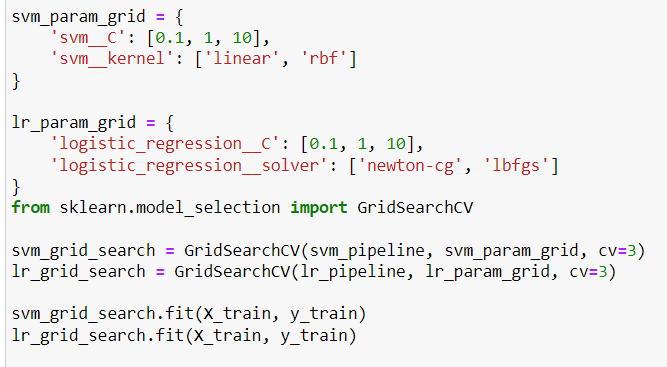 svm_param_grid = {
    'svm__C': [0.1, 1, 10],
    'svm__kernel': ['linear', 'rbf']
}

lr_param_grid = {
    'logistic_regression__C': [0.1, 1, 10],
    'logistic_regression__solver': ['newton-cg', 'lbfgs']
}
from sklearn.model_selection import GridSearchCV

svm_grid_search = GridSearchCV(svm_pipeline, svm_param_grid, cv=3)
lr_grid_search = GridSearchCV(lr_pipeline, lr_param_grid, cv=3)

svm_grid_search.fit(X_train, y_train)
lr_grid_search.fit(X_train, y_train)